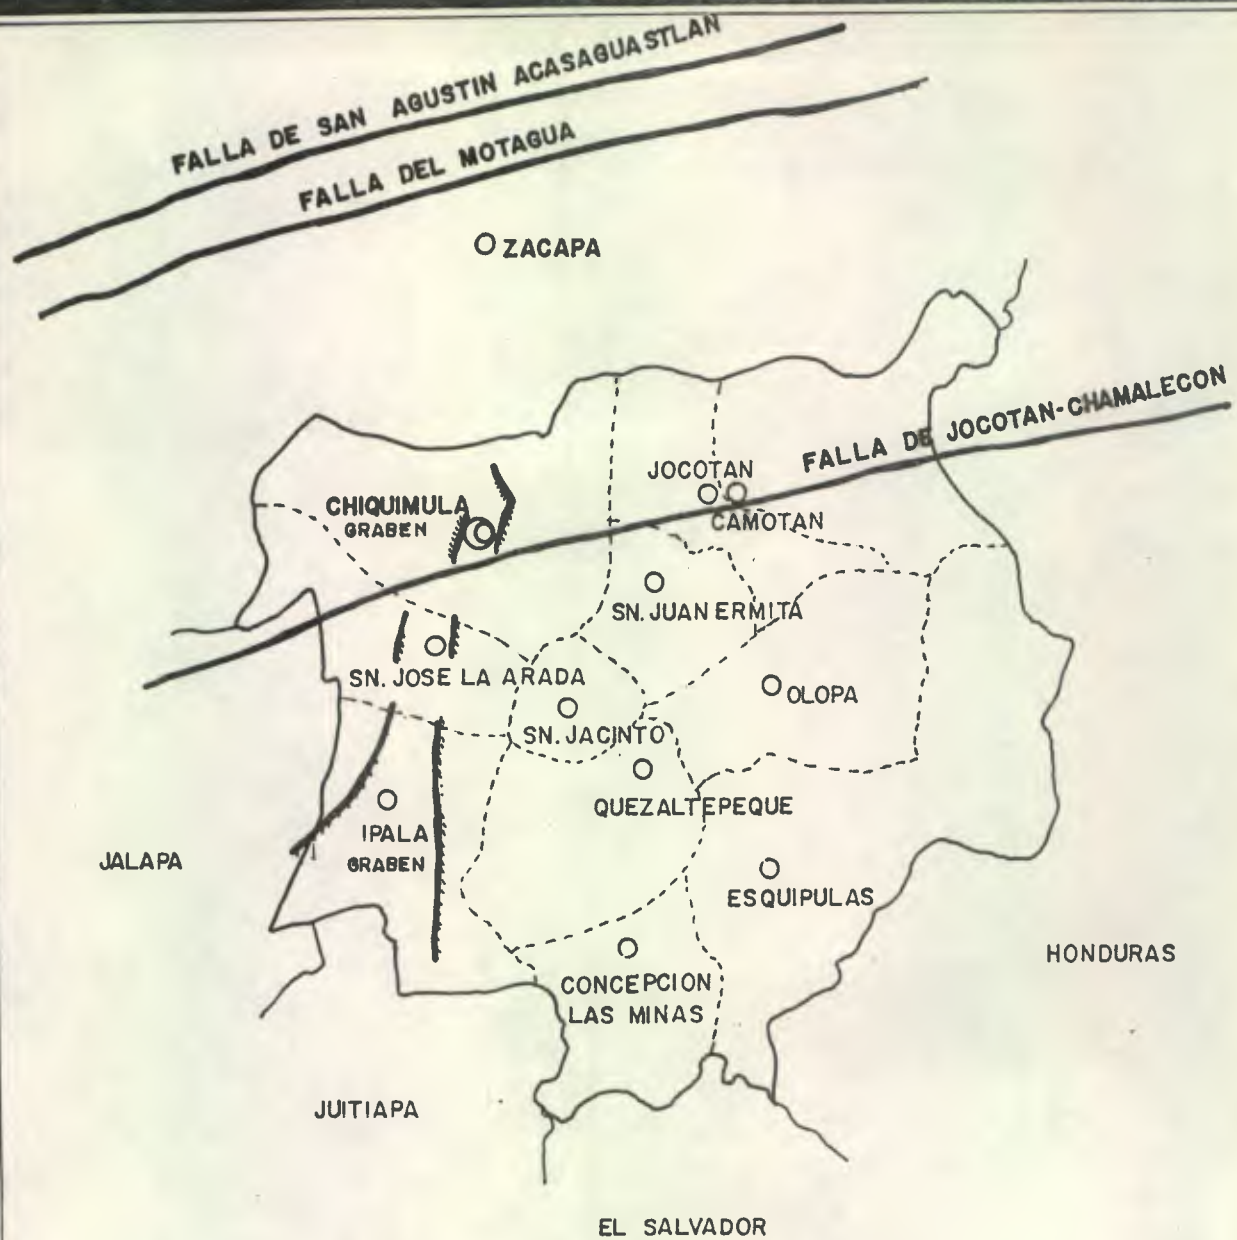 FALLA DE SAN AGUSTIN ACASAGUASTLAN
FALLA DEL MOTAGUA
ZACAPA
FALLA DE JOCOTAN-CHAMALECON
JOCOTAN
CHIQUIMULA
GRABEN
CAMOTAN
SN. JUAN ERMITA
SN. JOSE LA ARADA
OLOPA
SN. JACINTO
QUEZALTEPEQUE
IPALA
GRABEN
JALAPA
ESQUIPULAS
HONDURAS
CONCEPCION
LAS MINAS
JUITIAPA
EL SALVADOR